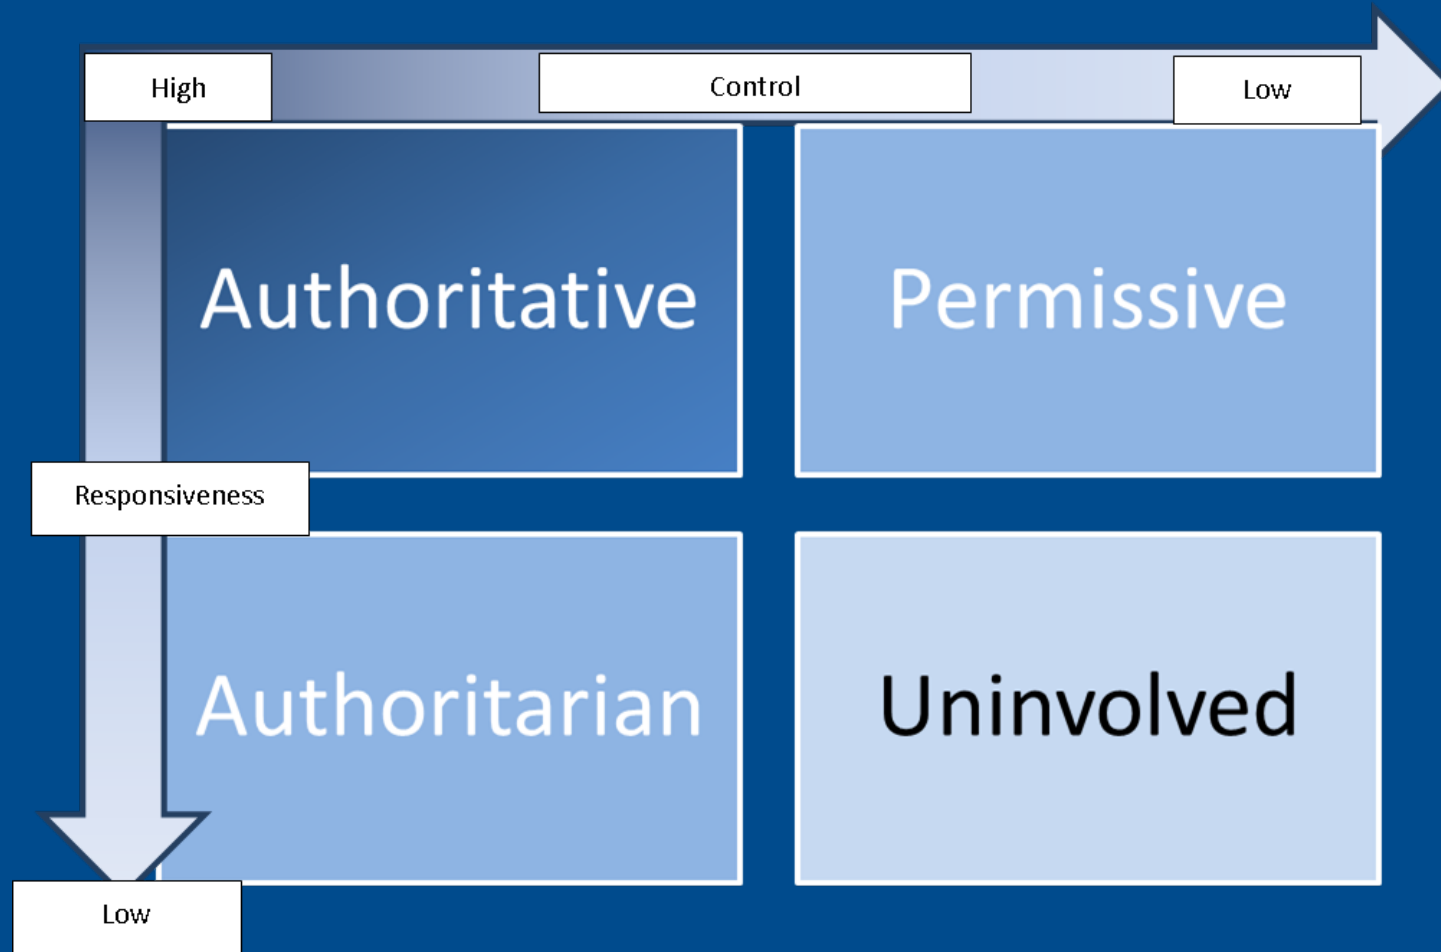 High
Control
Low
Authoritative
Permissive
Responsiveness
Authoritarian
Uninvolved
Low